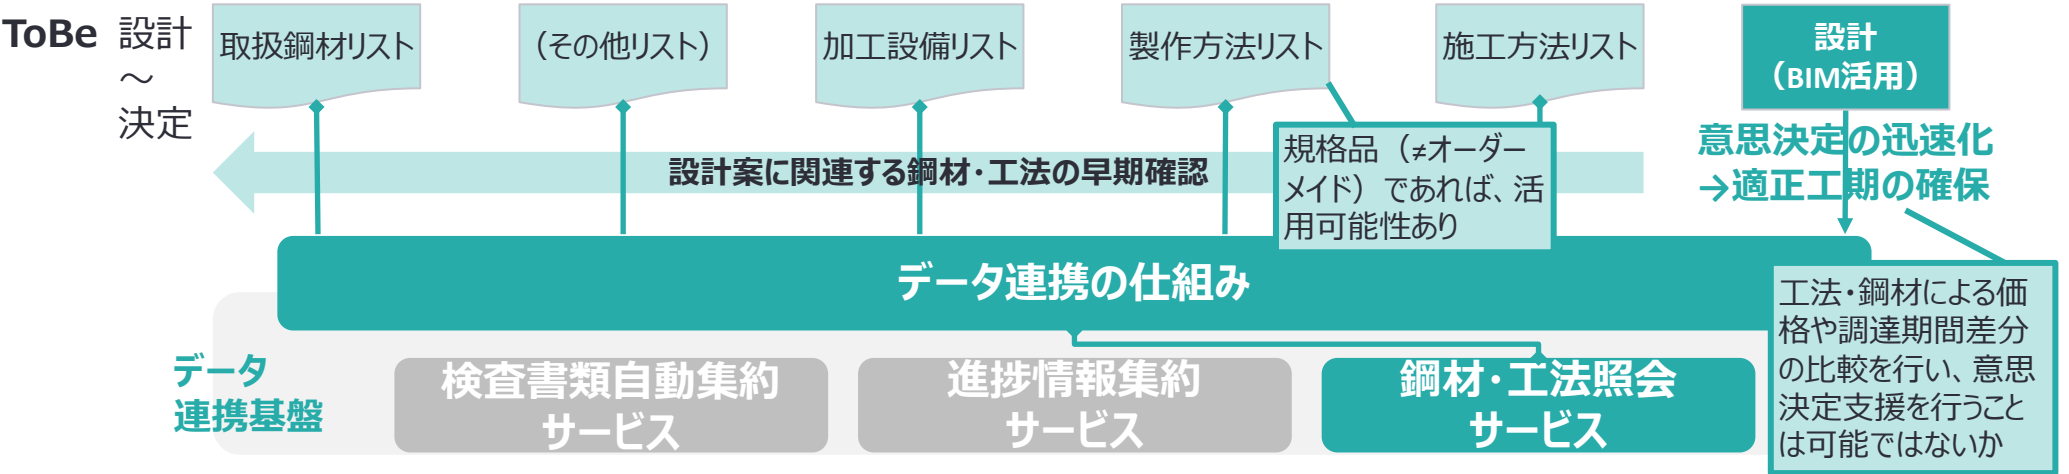 ToBe 設計
～
決定
取扱鋼材リスト
（その他リスト）
加工設備リスト
製作方法リスト
施工方法リスト
設計
（BIM活用）
意思決定の迅速化
→適正工期の確保
設計案に関連する鋼材・工法の早期確認
規格品（≠オーダー
メイド）であれば、活
用可能性あり
データ連携の仕組み
工法・鋼材による価
格や調達期間差分
の比較を行い、意思
決定支援を行うこと
は可能ではないか
データ
連携基盤
検査書類自動集約
サービス
進捗情報集約
サービス
鋼材・工法照会
サービス